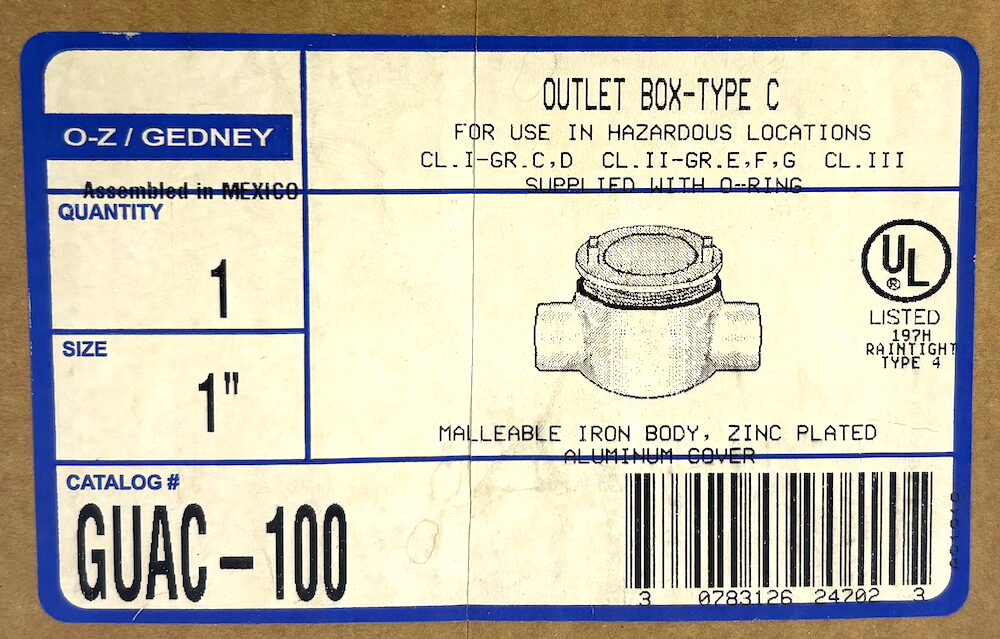 O-Z / GEDNEY
Assembled in MEXICO
OUTLET BOX-TYPE C
FOR USE IN HAZARDOUS LOCATIONS
CL.I-GR.C,D CL.II-GR.E,F,G CL.III
SUPPLIED WITH O-RING
QUANTITY
1
SIZE
1"
UL
®
LISTED
197H
RAINTIGHT
TYPE 4
MALLEABLE IRON BODY, ZINC PLATED
ALUMINUM COVER
CATALOG #
GUAC-100
3 0783126 24702 3